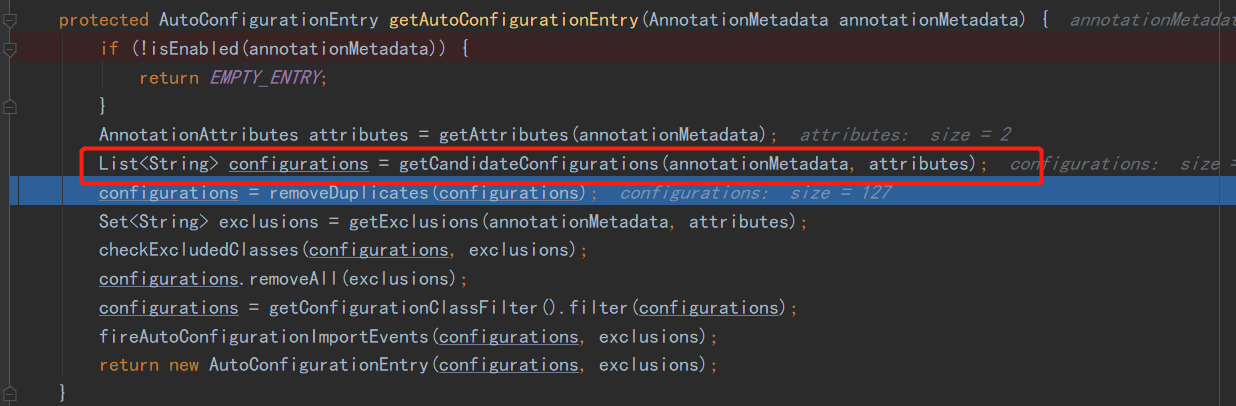 protected AutoConfigurationEntry getAutoConfigurationEntry(AnnotationMetadata annotationMetadata) {
if (!isEnabled(annotationMetadata)) {
return EMPTY_ENTRY;
}
AnnotationAttributes attributes = getAttributes(annotationMetadata); attributes: size = 2
List<String> configurations = getCandidateConfigurations(annotationMetadata, attributes); configurations: size =
configurations = removeDuplicates(configurations); configurations: size = 127
Set<String> exclusions = getExclusions(annotationMetadata, attributes);
checkExcludedClasses(configurations, exclusions);
configurations.removeAll(exclusions);
configurations = getConfigurationClassFilter().filter(configurations);
fireAutoConfigurationImportEvents(configurations, exclusions);
return new AutoConfigurationEntry(configurations, exclusions);
}